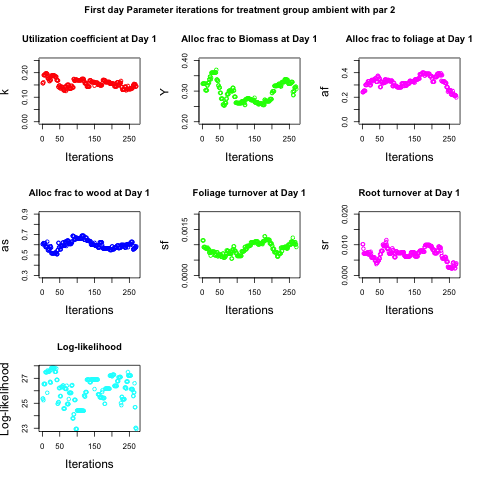 First day Parameter iterations for treatment group ambient with par 2
Utilization coefficient at Day 1
Alloc frac to Biomass at Day 1
Alloc frac to foliage at Day 1
k
0.00 0.10 0.20
0 50 150 250
Iterations
Y
0.20 0.30 0.40
0 50 150 250
Iterations
af
0.0 0.2 0.4
0 50 150 250
Iterations
Alloc frac to wood at Day 1
Foliage turnover at Day 1
Root turnover at Day 1
as
0.3 0.5 0.7 0.9
0 50 150 250
Iterations
sf
0.0000 0.0015
0 50 150 250
Iterations
sr
0.000 0.010 0.020
0 50 150 250
Iterations
Log-likelihood
Log-likelihood
23 25 27
0 50 150 250
Iterations